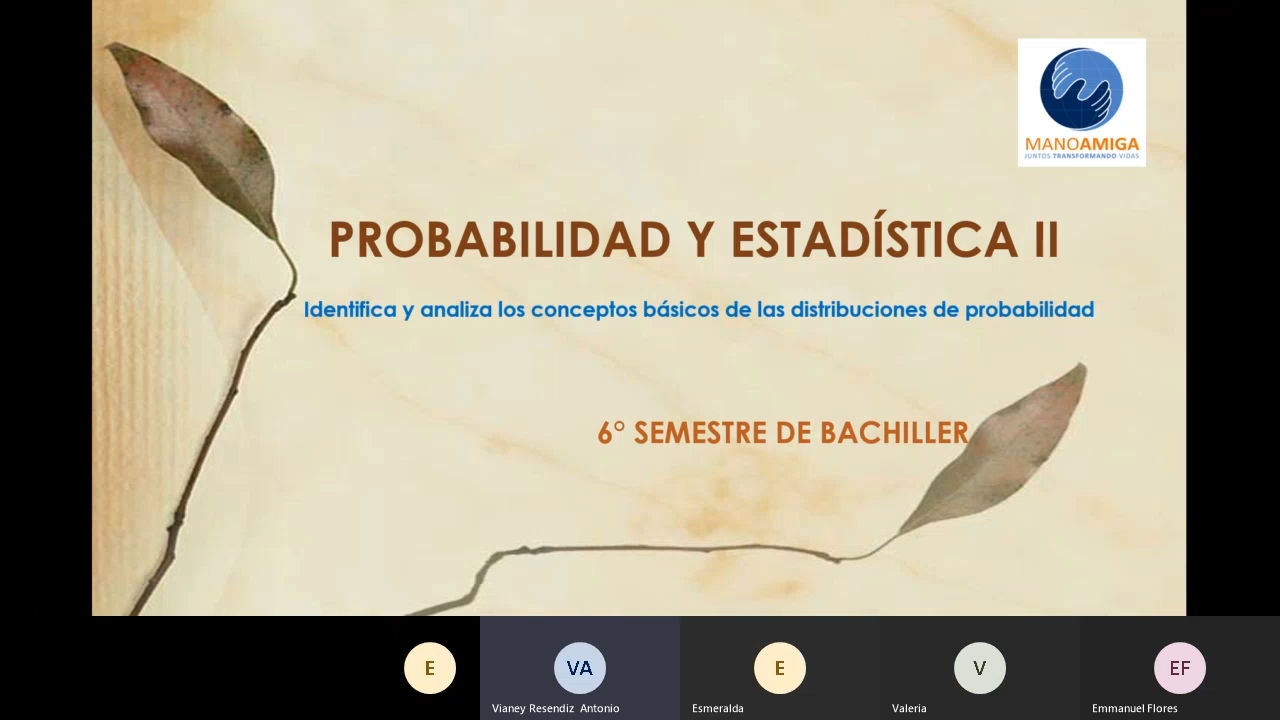 MANOAMIGA
JUNTOS TRANSFORMANDO VIDAS
PROBABILIDAD Y ESTADÍSTICA II
Identifica y analiza los conceptos básicos de las distribuciones de probabilidad
6° SEMESTRE DE BACHILLER
E
VA
E
V
EF
Vianey Resendiz Antonio
Esmeralda
Valeria
Emmanuel Flores